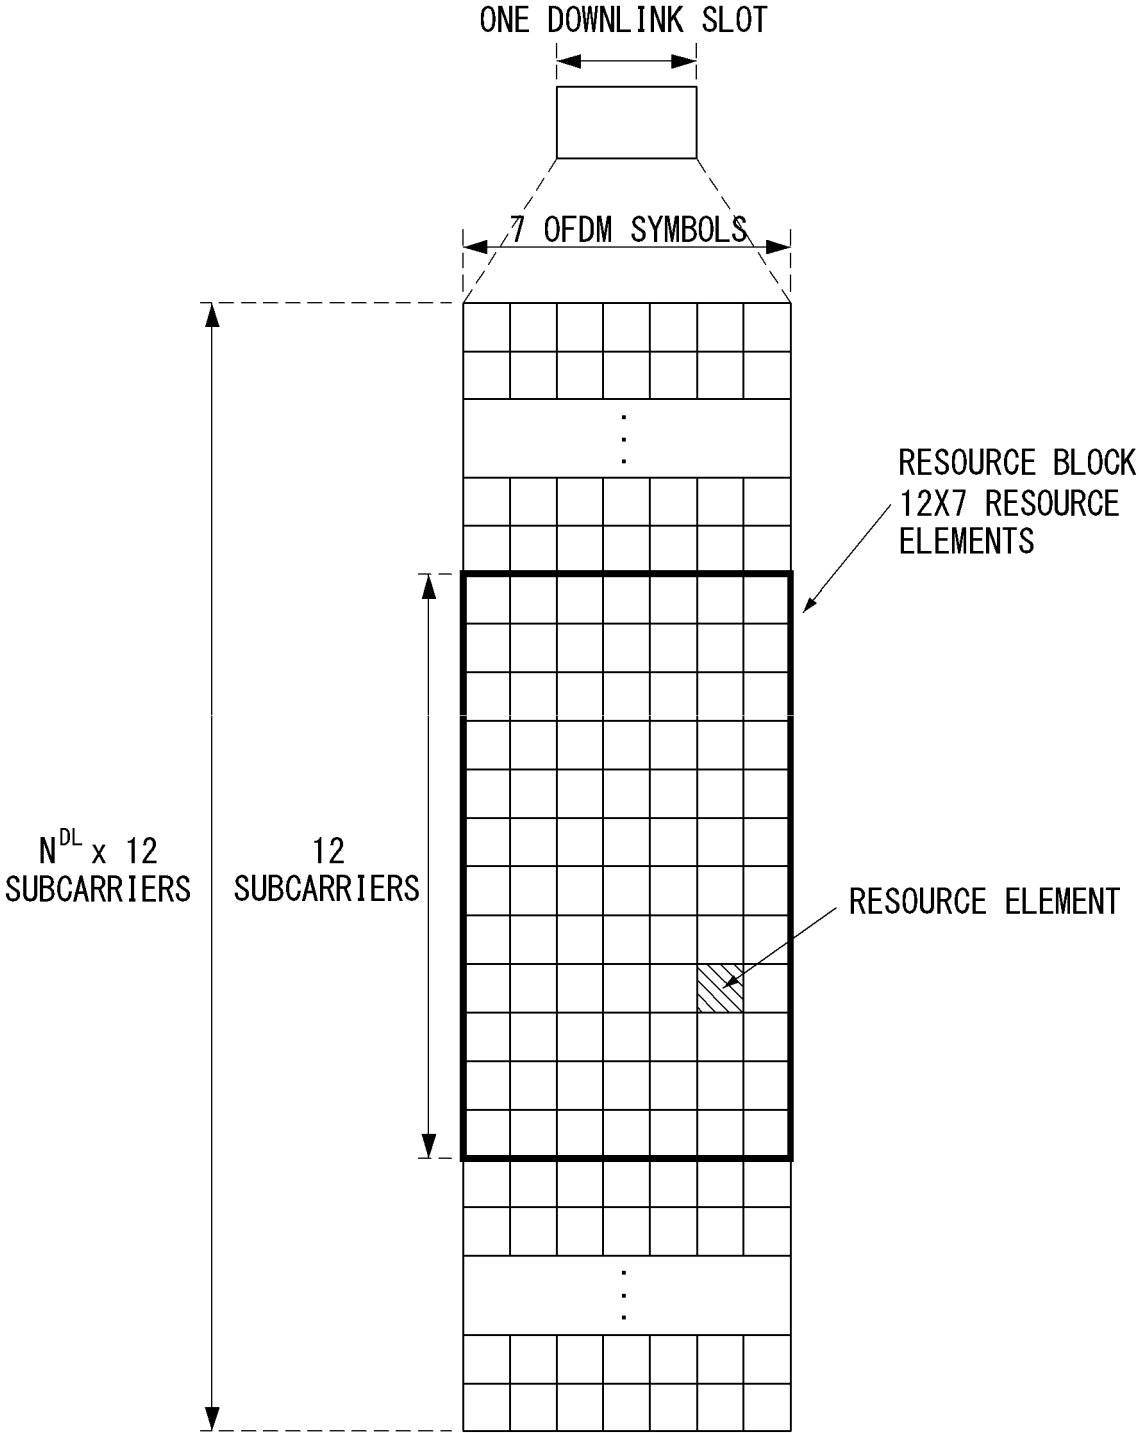 ONE DOWNLINK SLOT
7 OFDM SYMBOLS
RESOURCE BLOCK
12X7 RESOURCE
ELEMENTS
N^DL x 12
SUBCARRIERS
12
SUBCARRIERS
RESOURCE ELEMENT